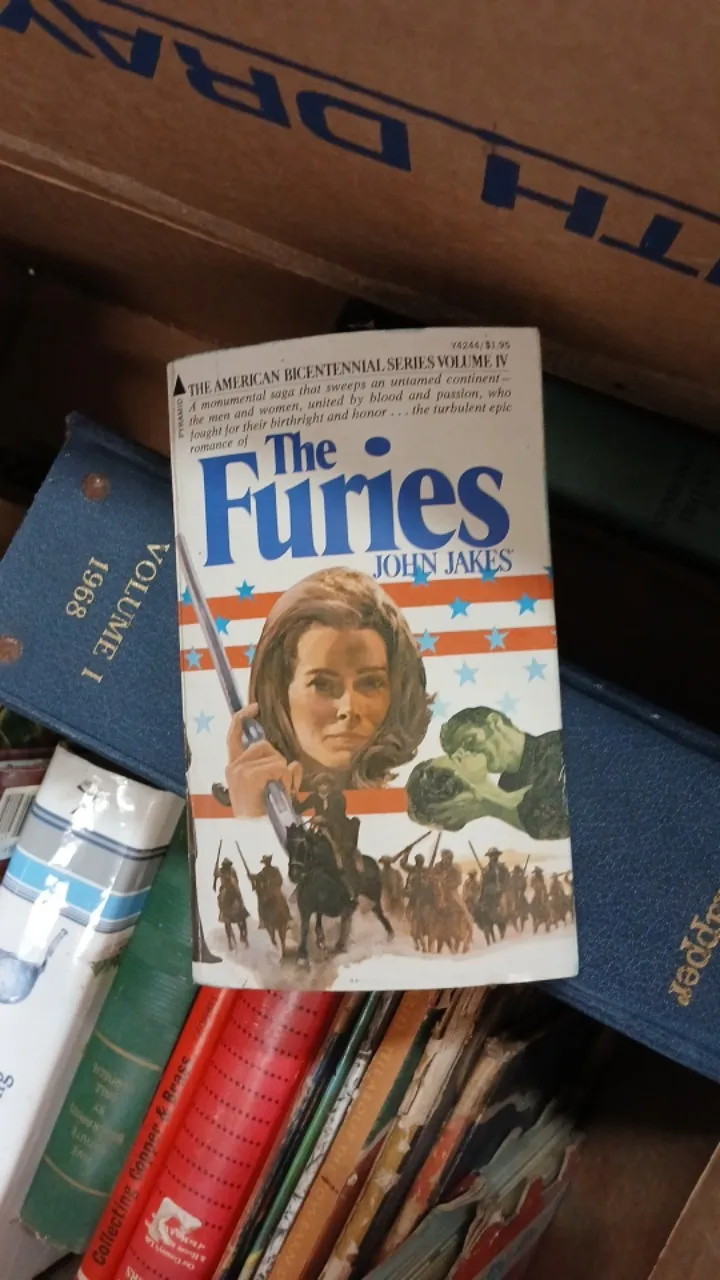 TH DRAW
Y4244/$1.95
PYRAMID
THE AMERICAN BICENTENNIAL SERIES VOLUME IV
A monumental saga that sweeps an untamed continent—
the men and women, united by blood and passion, who
fought for their birthright and honor . . . the turbulent epic
romance of
The
Furies
JOHN JAKES
VOLUME I
1968
Collecting Copper & Brass